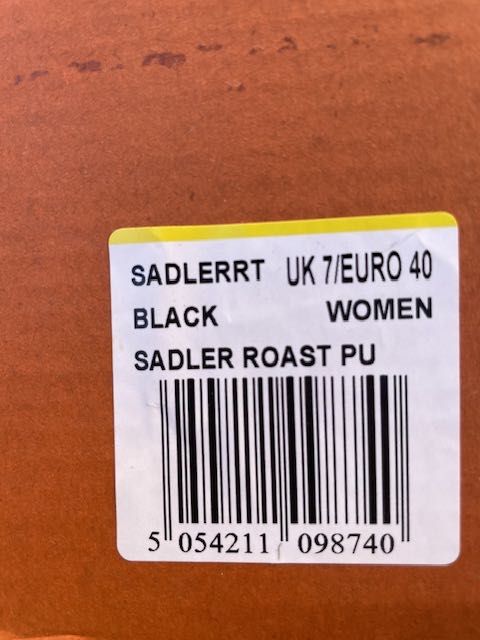 SADLERRT UK 7/EURO 40
BLACK WOMEN
SADLER ROAST PU
5 054211 098740